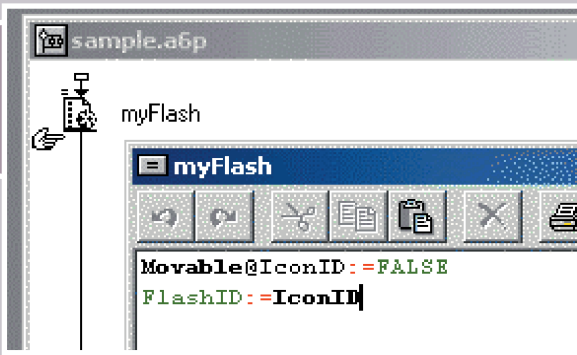 sample.a6p
myFlash
myFlash
Movable@IconID:=FALSE
FlashID:=IconID